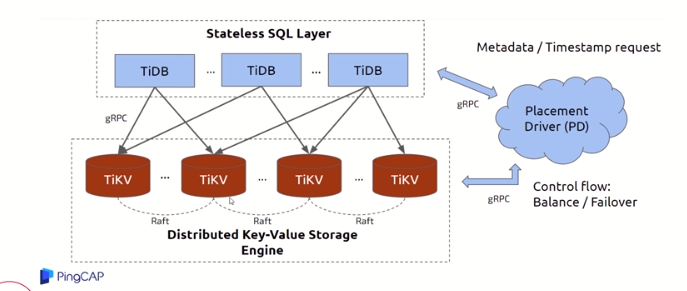 Stateless SQL Layer
Metadata / Timestamp request
TiDB ... TiDB ... TiDB
gRPC
gRPC
Placement
Driver (PD)
TiKV ... TiKV ... TiKV ... TiKV
gRPC
Control flow:
Balance / Failover
Raft Raft Raft
Distributed Key-Value Storage
Engine
PingCAP